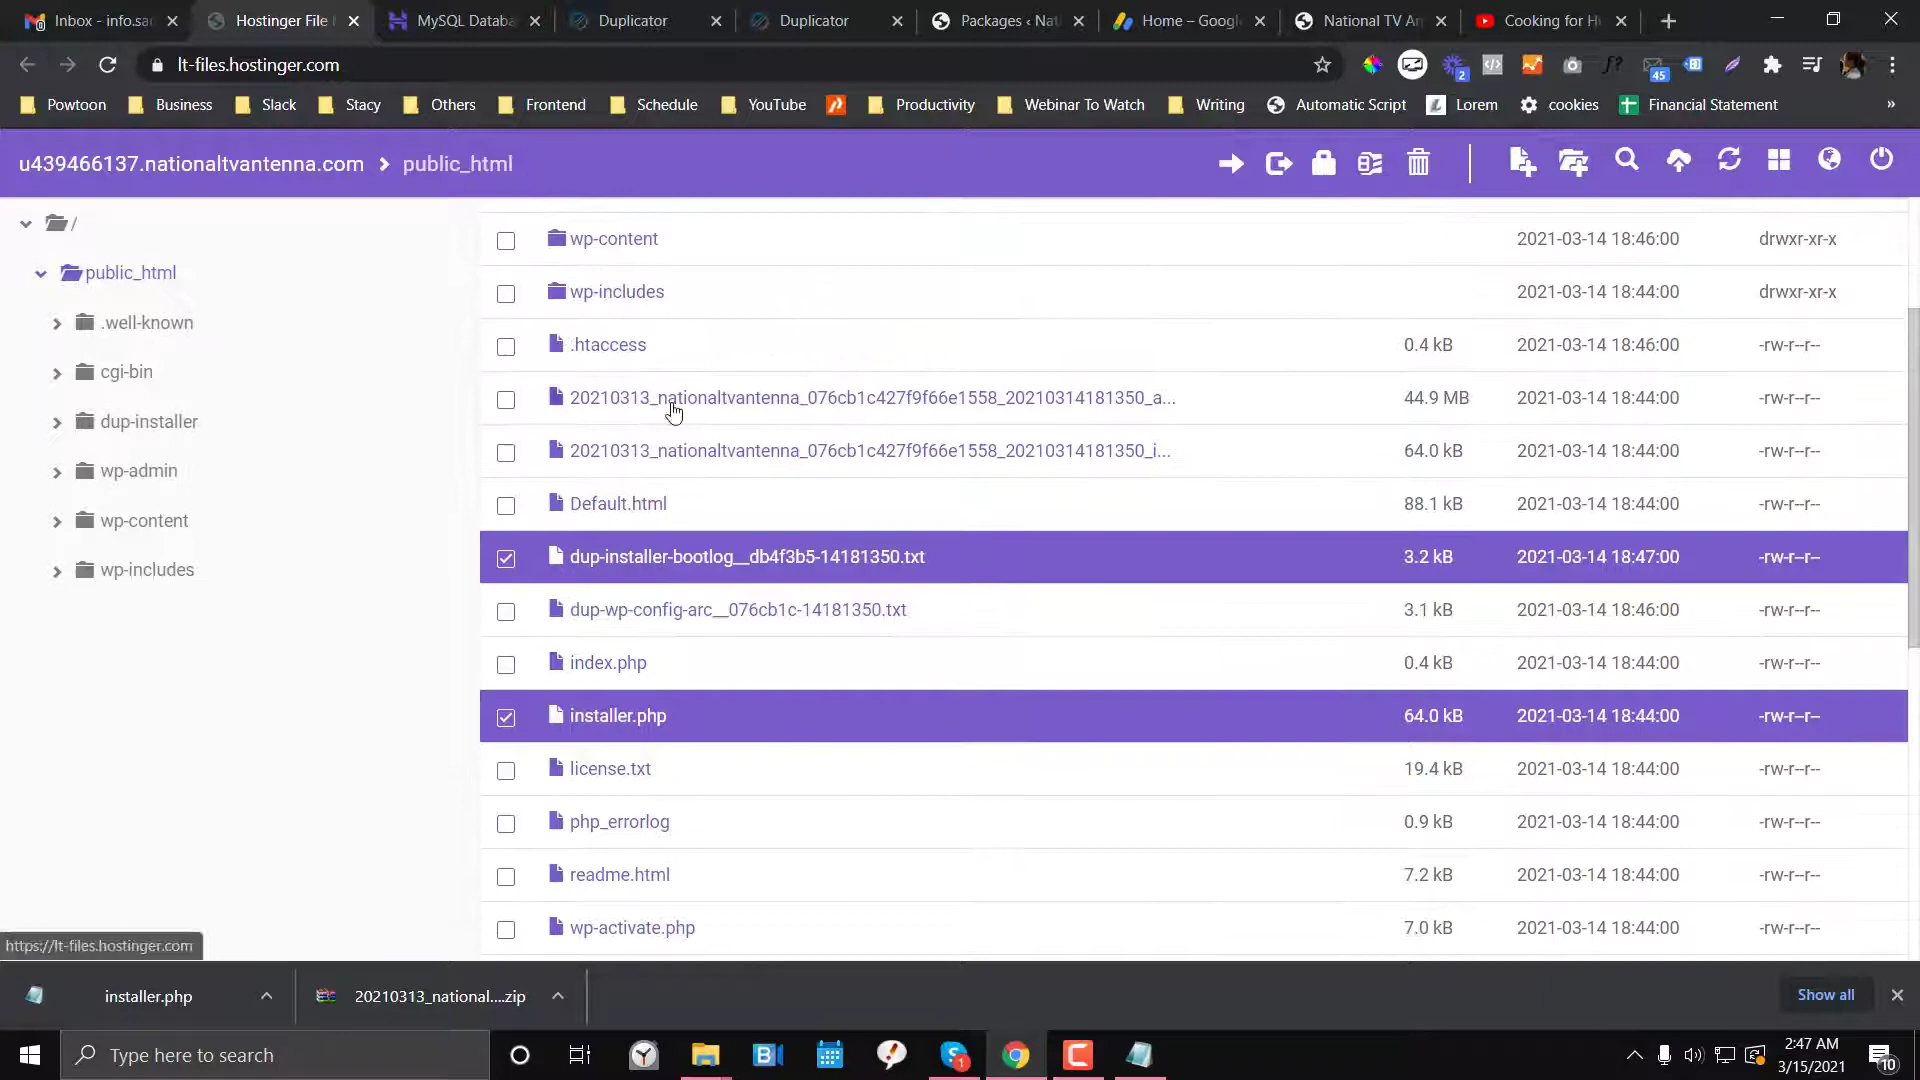 Inbox - info.sa
Hostinger File
MySQL Databa
Duplicator
Duplicator
Packages ‹ Nat
Home – Googl
National TV An
Cooking for H
lt-files.hostinger.com
2
45
Powtoon
Business
Slack
Stacy
Others
Frontend
Schedule
YouTube
Productivity
Webinar To Watch
Writing
Automatic Script
Lorem
cookies
Financial Statement
»
u439466137.nationaltvantenna.com > public_html
/
public_html
.well-known
cgi-bin
dup-installer
wp-admin
wp-content
wp-includes
wp-content 2021-03-14 18:46:00 drwxr-xr-x
wp-includes 2021-03-14 18:44:00 drwxr-xr-x
.htaccess 0.4 kB 2021-03-14 18:46:00 -rw-r--r--
20210313_nationaltvantenna_076cb1c427f9f66e1558_20210314181350_a... 44.9 MB 2021-03-14 18:44:00 -rw-r--r--
20210313_nationaltvantenna_076cb1c427f9f66e1558_20210314181350_i... 64.0 kB 2021-03-14 18:44:00 -rw-r--r--
Default.html 88.1 kB 2021-03-14 18:44:00 -rw-r--r--
dup-installer-bootlog__db4f3b5-14181350.txt 3.2 kB 2021-03-14 18:47:00 -rw-r--r--
dup-wp-config-arc__076cb1c-14181350.txt 3.1 kB 2021-03-14 18:46:00 -rw-r--r--
index.php 0.4 kB 2021-03-14 18:44:00 -rw-r--r--
installer.php 64.0 kB 2021-03-14 18:44:00 -rw-r--r--
license.txt 19.4 kB 2021-03-14 18:44:00 -rw-r--r--
php_errorlog 0.9 kB 2021-03-14 18:44:00 -rw-r--r--
readme.html 7.2 kB 2021-03-14 18:44:00 -rw-r--r--
wp-activate.php 7.0 kB 2021-03-14 18:44:00 -rw-r--r--
https://lt-files.hostinger.com
installer.php
20210313_national....zip
Show all
Type here to search
1
2:47 AM
3/15/2021
10